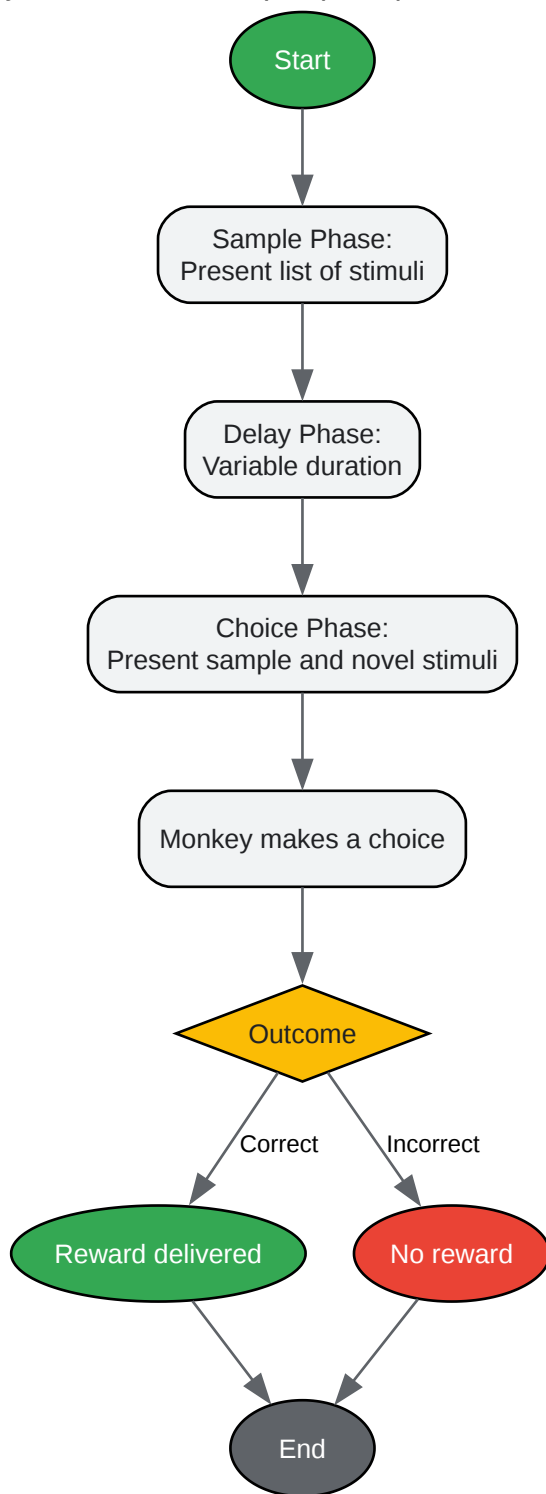 Start
Sample Phase:
Present list of stimuli
Delay Phase:
Variable duration
Choice Phase:
Present sample and novel stimuli
Monkey makes a choice
Outcome
Correct
Incorrect
Reward delivered
No reward
End